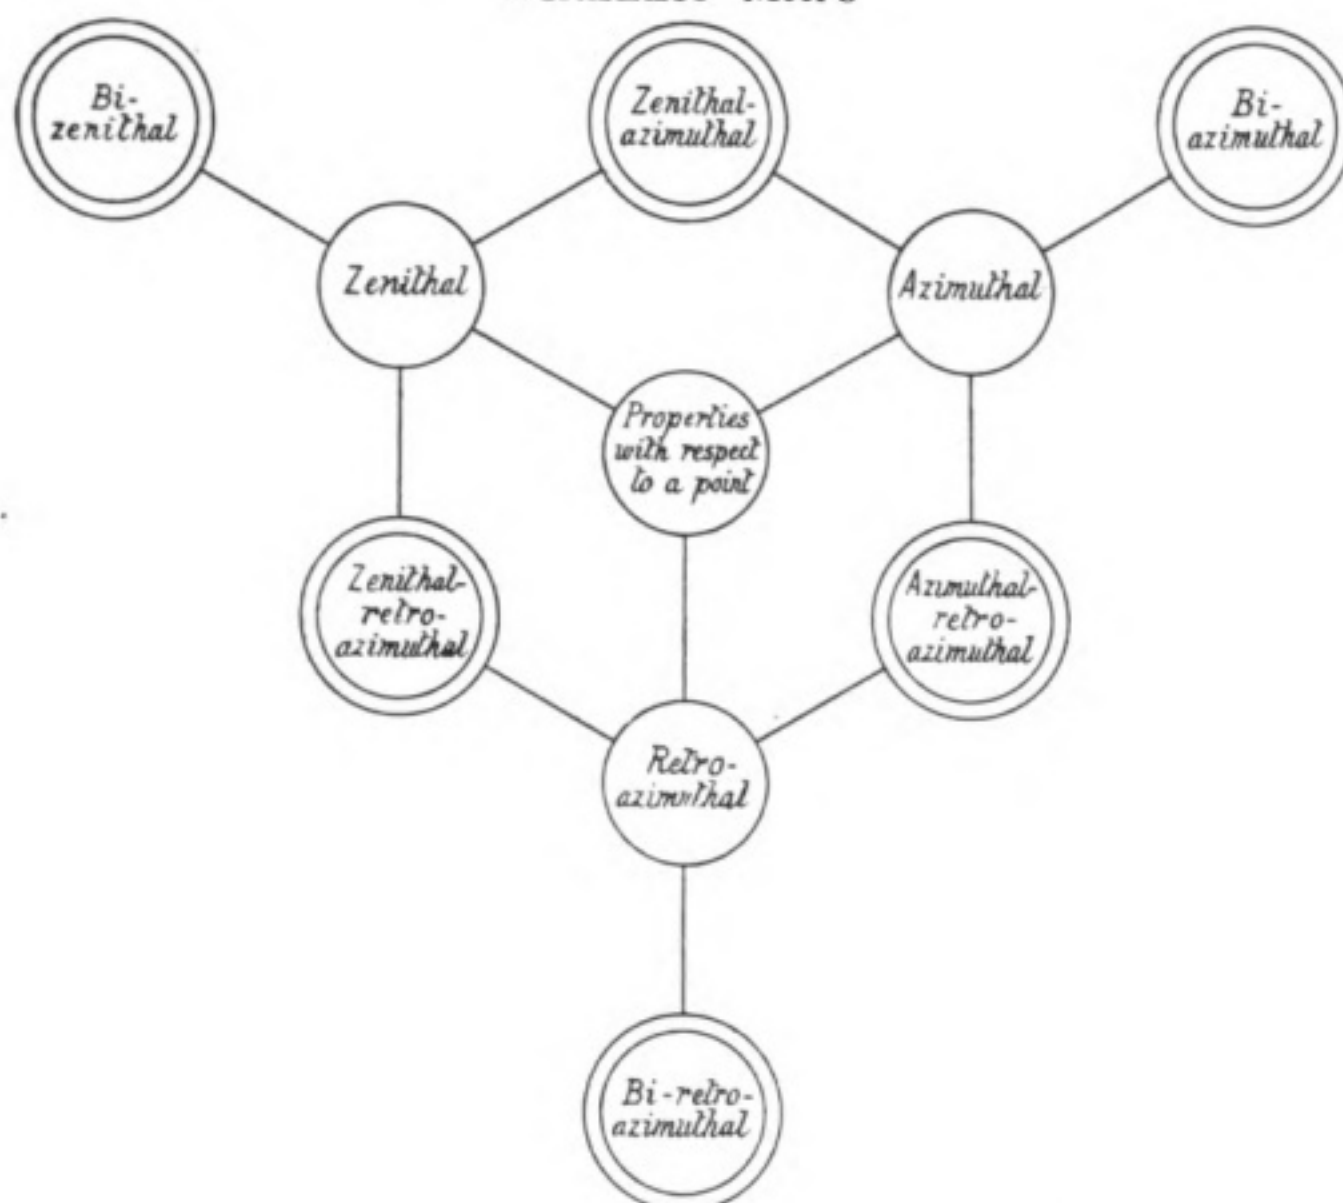 Bi-
zenithal
Zenithal-
azimuthal
Bi-
azimuthal
Zenithal
Azimuthal
Properties
with respect
to a point
Zenithal-
retro-
azimuthal
Azimuthal-
retro-
azimuthal
Retro-
azimuthal
Bi-retro-
azimuthal